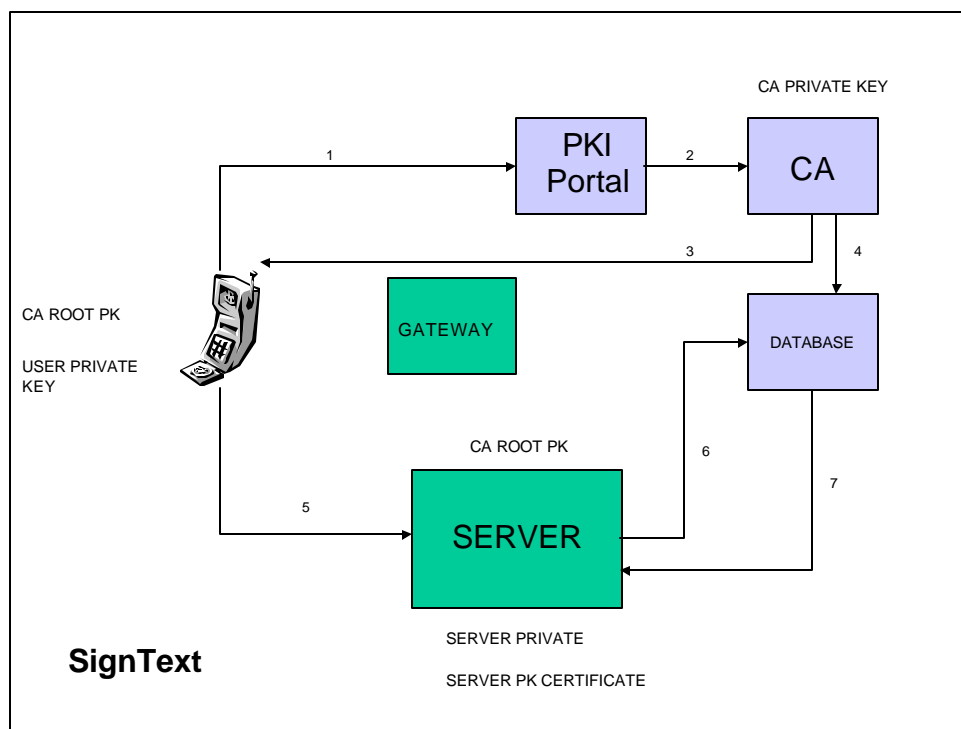 CA PRIVATE KEY
1
PKI
Portal
2
CA
3
4
CA ROOT PK
USER PRIVATE
KEY
GATEWAY
DATABASE
CA ROOT PK
6
7
5
SERVER
SERVER PRIVATE
SignText
SERVER PK CERTIFICATE